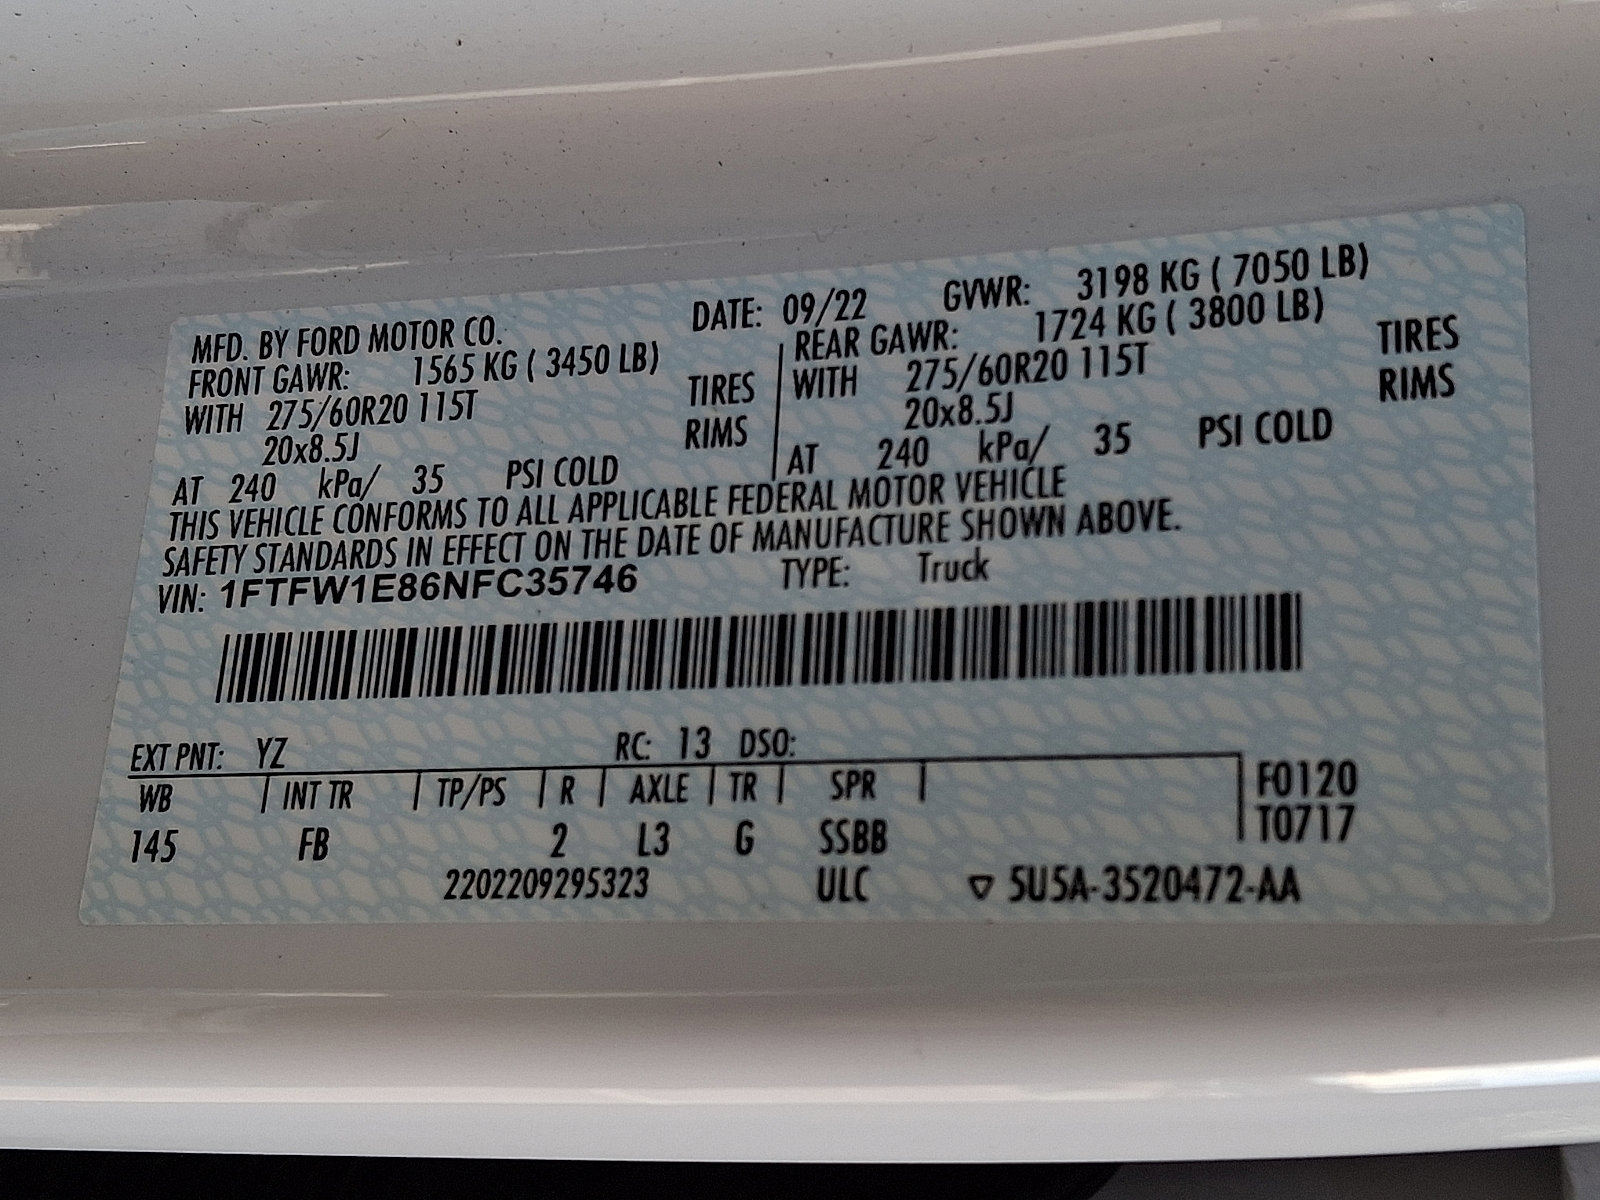 MFD. BY FORD MOTOR CO. DATE: 09/22 GVWR: 3198 KG ( 7050 LB)
FRONT GAWR: 1565 KG ( 3450 LB) REAR GAWR: 1724 KG ( 3800 LB)
WITH 275/60R20 115T TIRES WITH 275/60R20 115T TIRES
20x8.5J RIMS 20x8.5J RIMS
AT 240 kPa/ 35 PSI COLD AT 240 kPa/ 35 PSI COLD
THIS VEHICLE CONFORMS TO ALL APPLICABLE FEDERAL MOTOR VEHICLE
SAFETY STANDARDS IN EFFECT ON THE DATE OF MANUFACTURE SHOWN ABOVE.
VIN: 1FTFW1E86NFC35746 TYPE: Truck
EXT PNT: YZ RC: 13 DSO:
WB | INT TR | TP/PS | R | AXLE | TR | SPR | F0120
145 FB 2 L3 G SSBB T0717
2202209295323 ULC ▽ 5U5A-3520472-AA